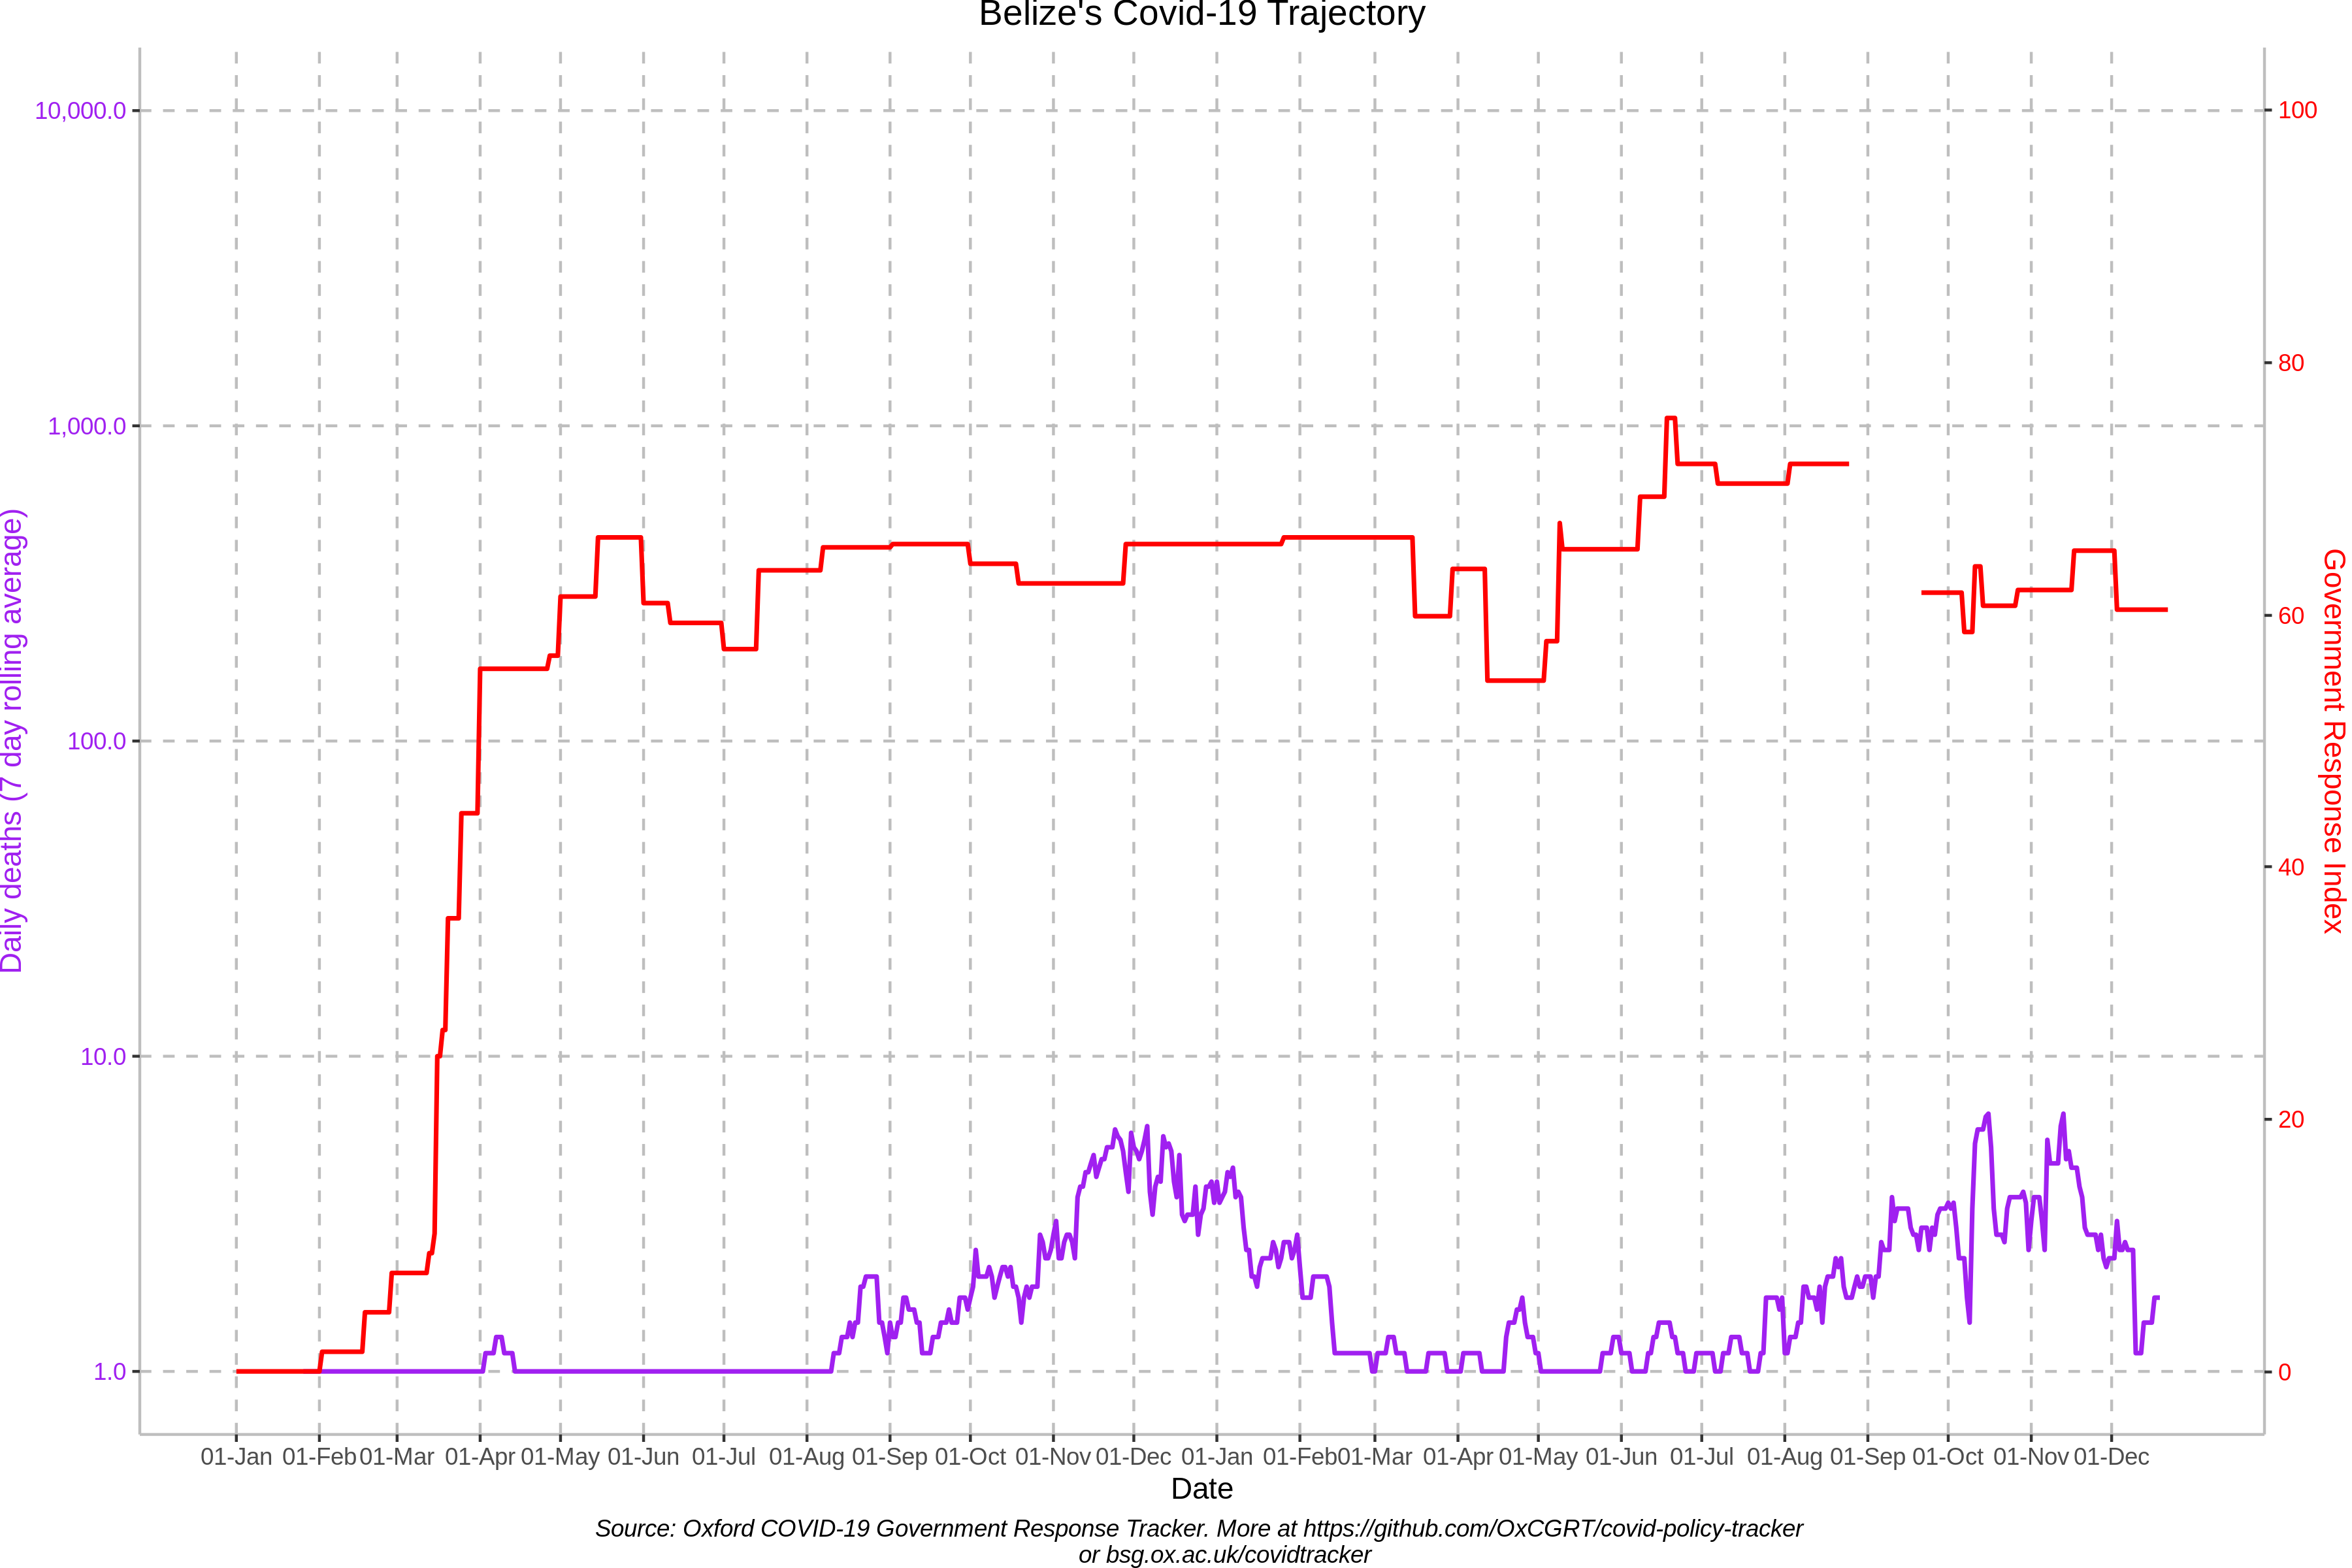 Belize's Covid-19 Trajectory
Daily deaths (7 day rolling average)
10,000.0
1,000.0
100.0
10.0
1.0
100
80
60
40
20
0
Government Response Index
01-Jan 01-Feb 01-Mar 01-Apr 01-May 01-Jun 01-Jul 01-Aug 01-Sep 01-Oct 01-Nov 01-Dec 01-Jan 01-Feb 01-Mar 01-Apr 01-May 01-Jun 01-Jul 01-Aug 01-Sep 01-Oct 01-Nov 01-Dec
Date
Source: Oxford COVID-19 Government Response Tracker. More at https://github.com/OxCGRT/covid-policy-tracker
or bsg.ox.ac.uk/covidtracker